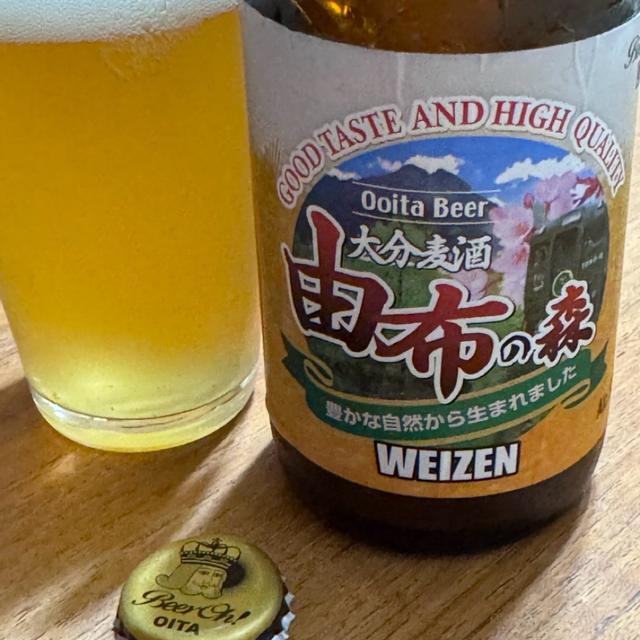 GOOD TASTE AND HIGH QUALITY
Ooita Beer
大分麦酒
由布の森
豊かな自然から生まれました
WEIZEN
Beer Oh!
OITA